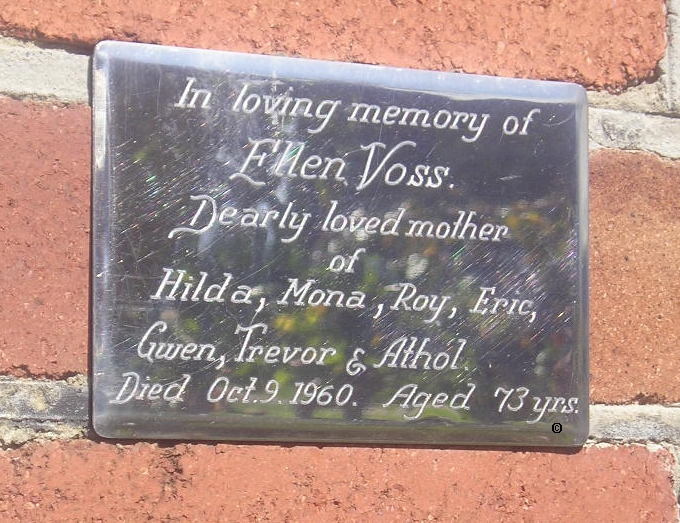 In loving memory of
Ellen Voss.
Dearly loved mother
of
Hilda, Mona, Roy, Eric,
Gwen, Trevor & Athol.
Died Oct. 9. 1960. Aged 73 yrs.
©